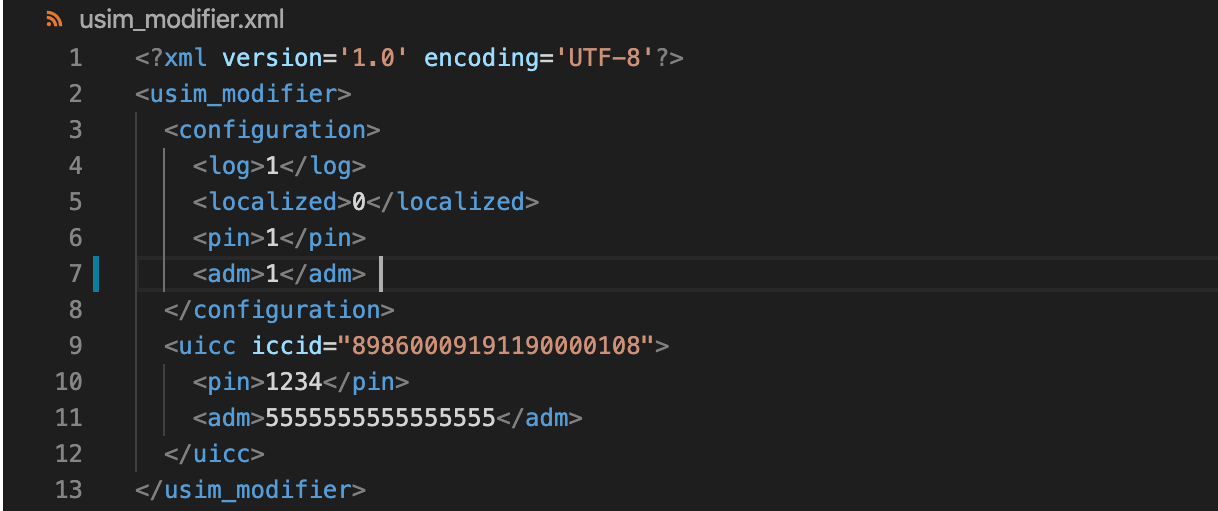 usim_modifier.xml
1 <?xml version='1.0' encoding='UTF-8'?>
2 <usim_modifier>
3 <configuration>
4 <log>1</log>
5 <localized>0</localized>
6 <pin>1</pin>
7 <adm>1</adm>
8 </configuration>
9 <uicc iccid="89860009191190000108">
10 <pin>1234</pin>
11 <adm>5555555555555555</adm>
12 </uicc>
13 </usim_modifier>